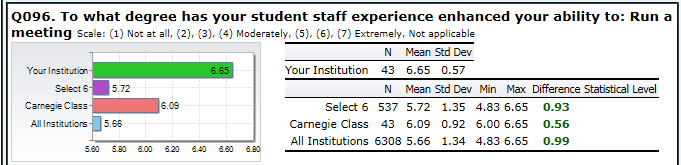 Q096. To what degree has your student staff experience enhanced your ability to: Run a
meeting Scale: (1) Not at all, (2), (3), (4) Moderately, (5), (6), (7) Extremely, Not applicable
Your Institution 6.65
Select 6 5.72
Carnegie Class 6.09
All Institutions 5.66
5.60 5.80 6.00 6.20 6.40 6.60 6.80
N Mean Std Dev
Your Institution 43 6.65 0.57
N Mean Std Dev Min Max Difference Statistical Level
Select 6 537 5.72 1.35 4.83 6.65 0.93
Carnegie Class 43 6.09 0.92 6.00 6.65 0.56
All Institutions 6308 5.66 1.34 4.83 6.65 0.99